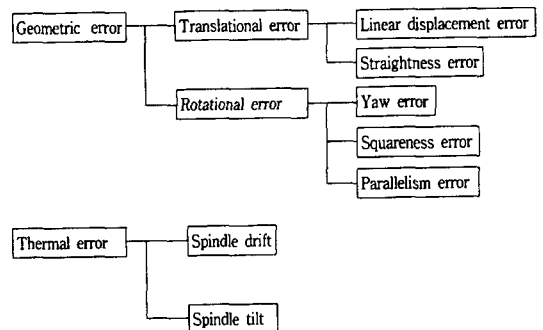 Geometric error
Translational error
Linear displacement error
Straightness error
Rotational error
Yaw error
Squareness error
Parallelism error
Thermal error
Spindle drift
Spindle tilt